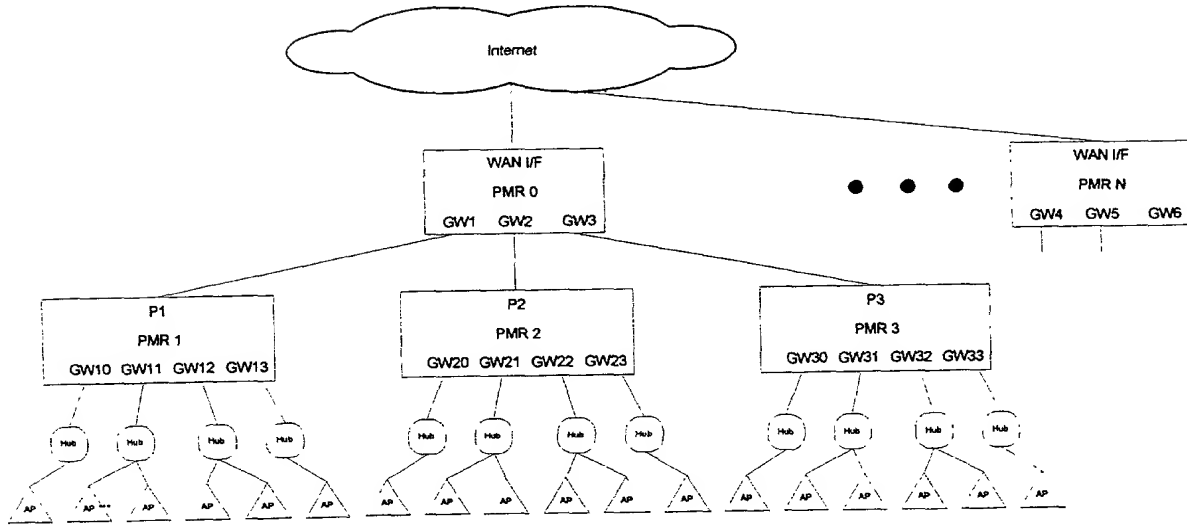 Internet
WAN I/F
PMR 0
GW1 GW2 GW3
WAN I/F
PMR N
GW4 GW5 GW6
P1
PMR 1
GW10 GW11 GW12 GW13
P2
PMR 2
GW20 GW21 GW22 GW23
P3
PMR 3
GW30 GW31 GW32 GW33
Hub Hub Hub Hub Hub Hub Hub Hub Hub Hub Hub Hub
AP AP ... AP AP AP AP AP AP AP AP AP AP AP AP AP AP AP AP